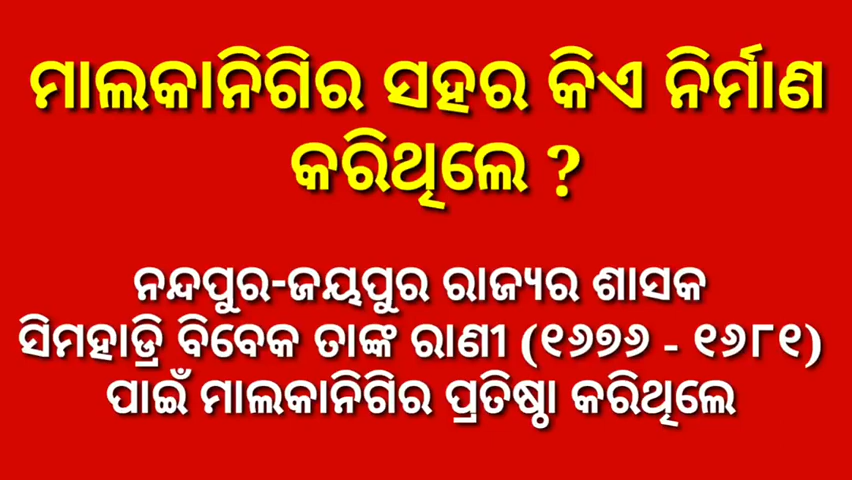 ମାଲକାନିଗିର ସହର କିଏ ନିର୍ମାଣ
କରିଥିଲେ ?
ନନ୍ଦପୁର-ଜୟପୁର ରାଜ୍ୟର ଶାସକ
ସିମହାଡ୍ରି ବିବେକ ତାଙ୍କ ରାଣୀ (୧୬୭୬ - ୧୬୮୧)
ପାଇଁ ମାଲକାନିଗିର ପ୍ରତିଷ୍ଠା କରିଥିଲେ